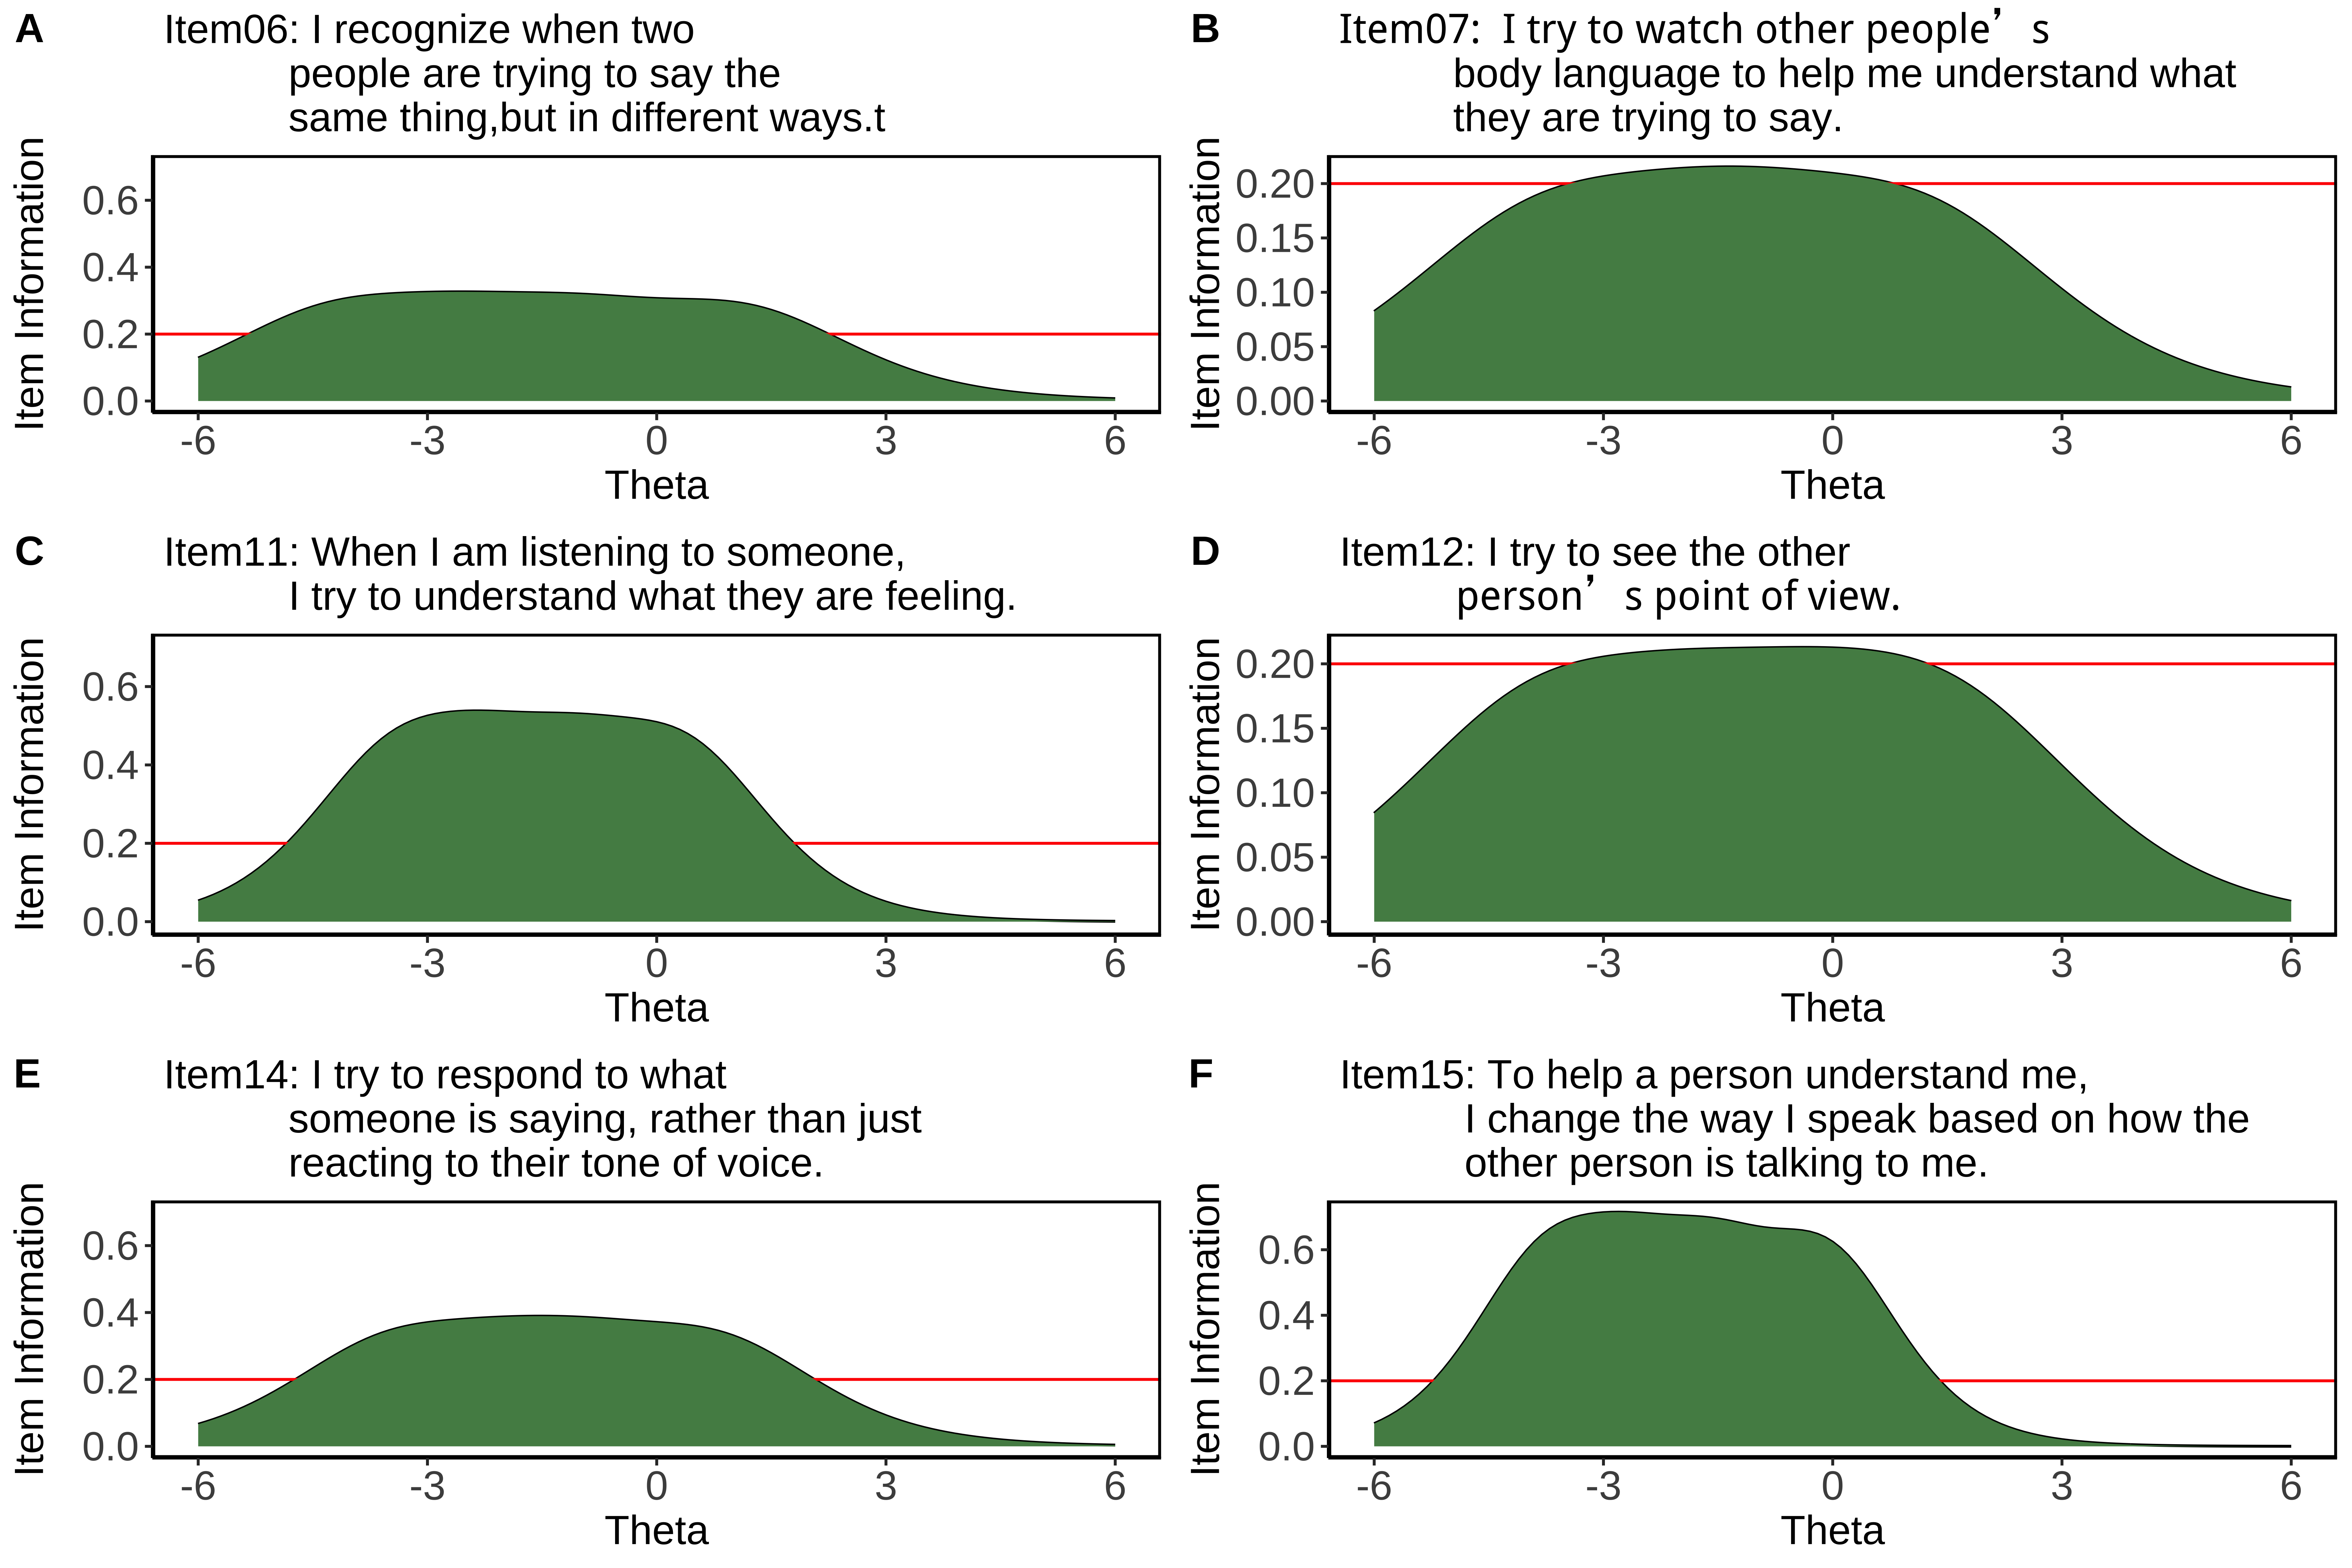 A
Item06: I recognize when two
people are trying to say the
same thing,but in different ways.t
Item Information
0.6
0.4
0.2
0.0
-6 -3 0 3 6
Theta
B
Item07: I try to watch other people’s
body language to help me understand what
they are trying to say.
Item Information
0.20
0.15
0.10
0.05
0.00
-6 -3 0 3 6
Theta
C
Item11: When I am listening to someone,
I try to understand what they are feeling.
Item Information
0.6
0.4
0.2
0.0
-6 -3 0 3 6
Theta
D
Item12: I try to see the other
person’s point of view.
Item Information
0.20
0.15
0.10
0.05
0.00
-6 -3 0 3 6
Theta
E
Item14: I try to respond to what
someone is saying, rather than just
reacting to their tone of voice.
Item Information
0.6
0.4
0.2
0.0
-6 -3 0 3 6
Theta
F
Item15: To help a person understand me,
I change the way I speak based on how the
other person is talking to me.
Item Information
0.6
0.4
0.2
0.0
-6 -3 0 3 6
Theta